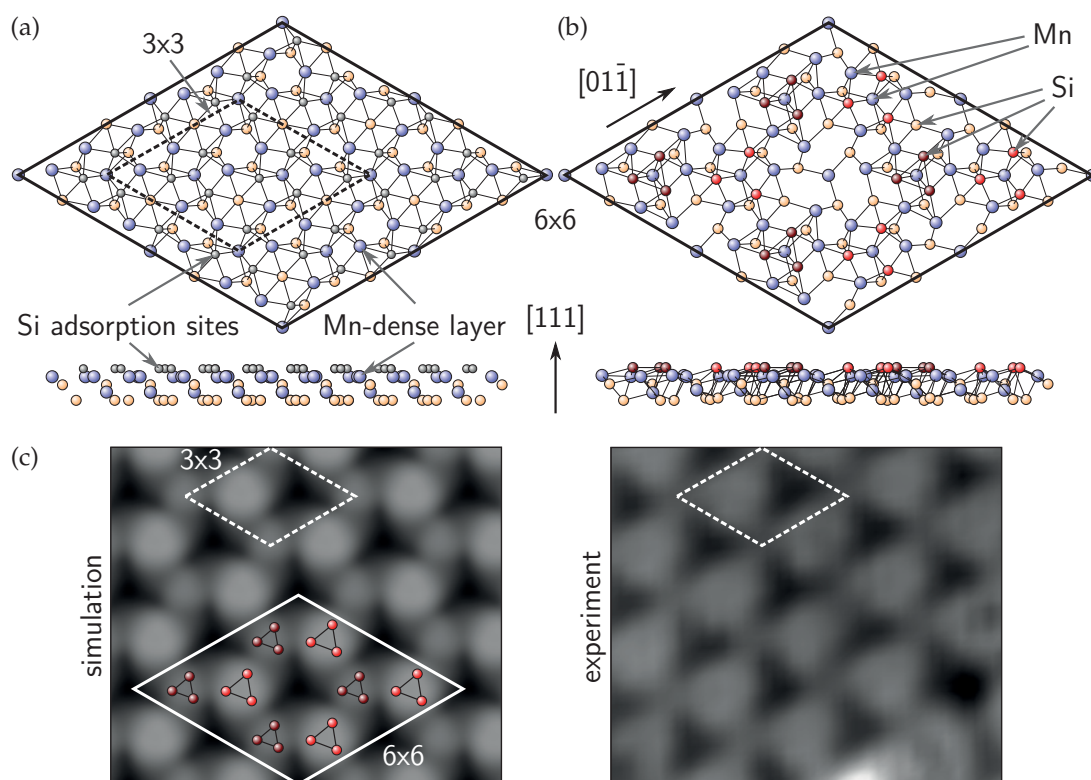 (a)
3x3
Si adsorption sites
Mn-dense layer
6x6
(b)
[011̄]
Mn
Si
[111]
(c)
simulation
3x3
6x6
experiment